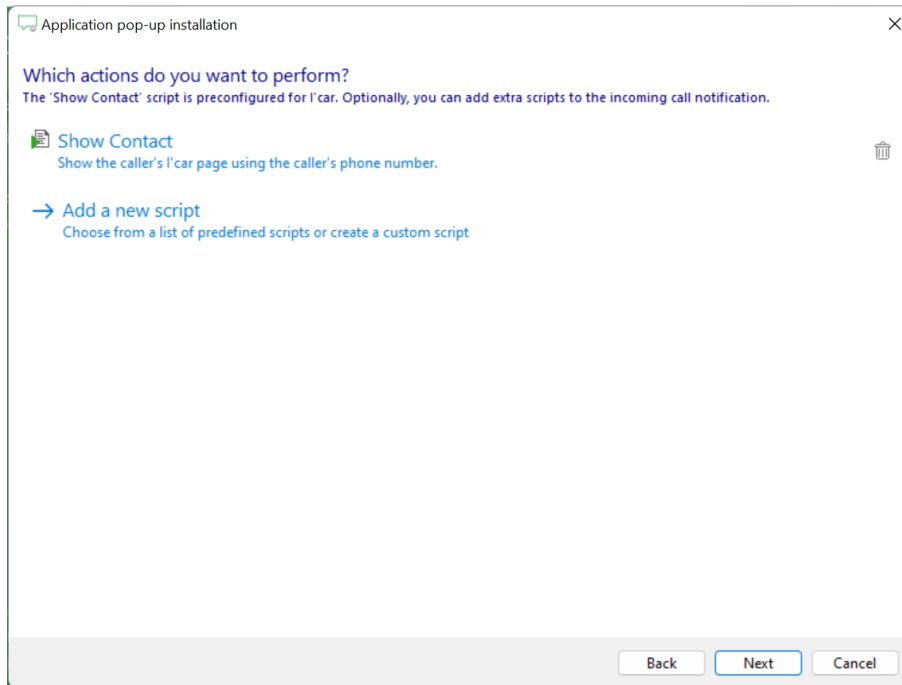 Application pop-up installation
Which actions do you want to perform?
The 'Show Contact' script is preconfigured for I'car. Optionally, you can add extra scripts to the incoming call notification.
Show Contact
Show the caller's I'car page using the caller's phone number.
Add a new script
Choose from a list of predefined scripts or create a custom script
Back Next Cancel